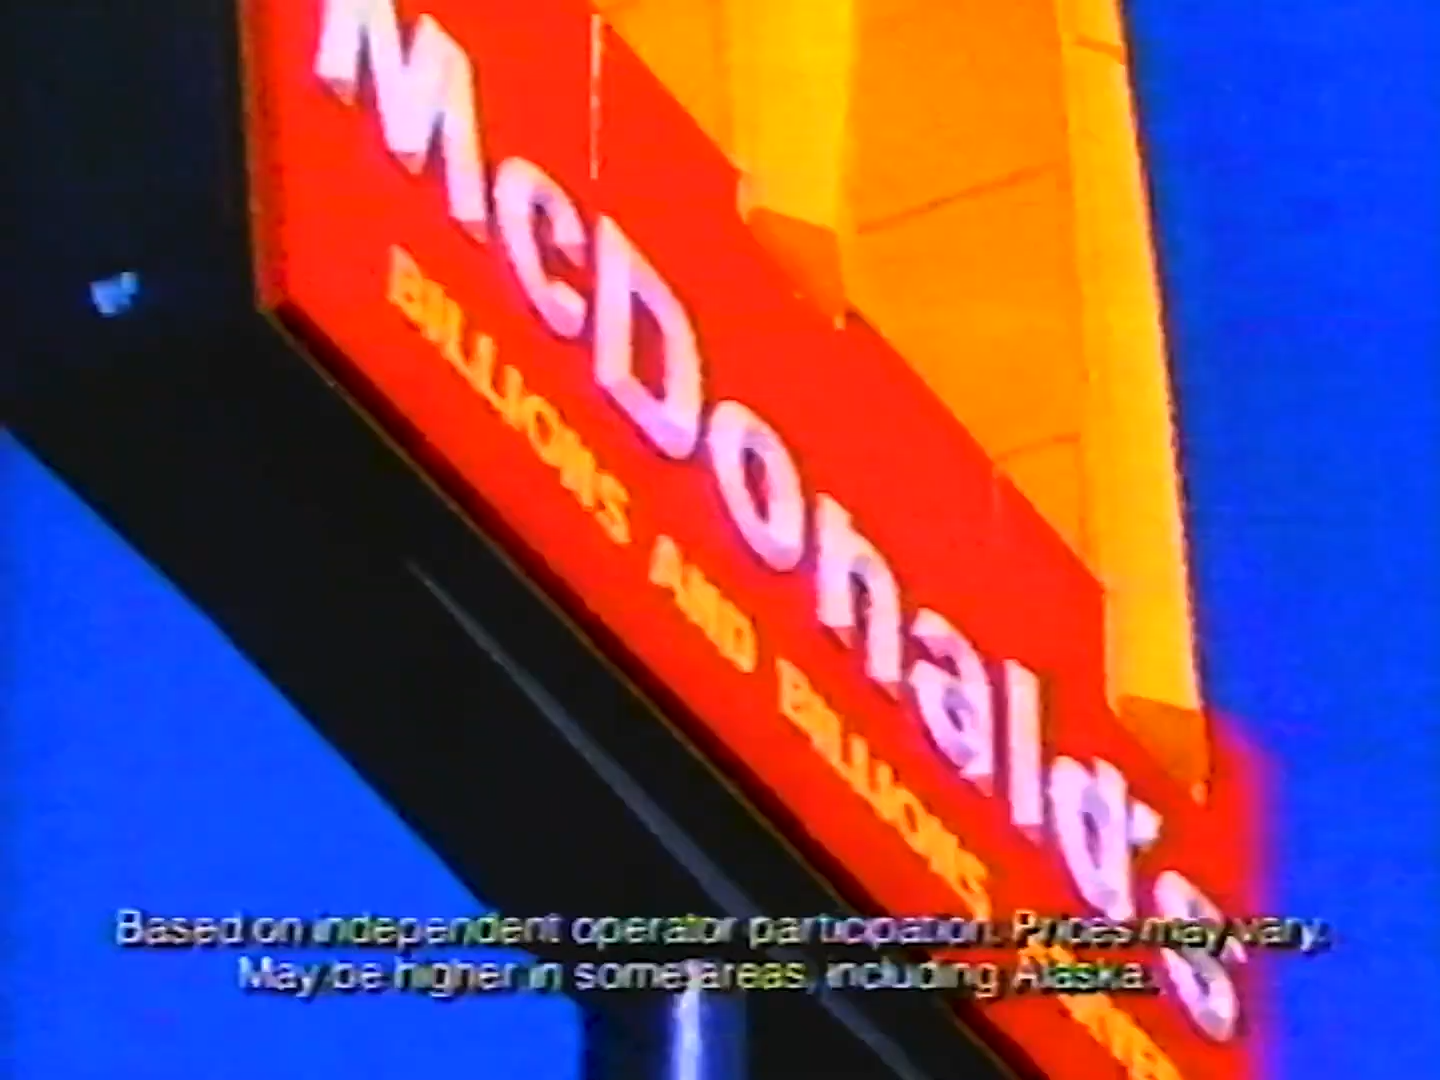 McDonald's
BILLIONS AND BILLIONS
Based on independent operator participation. Prices may vary.
May be higher in some areas, including Alaska.